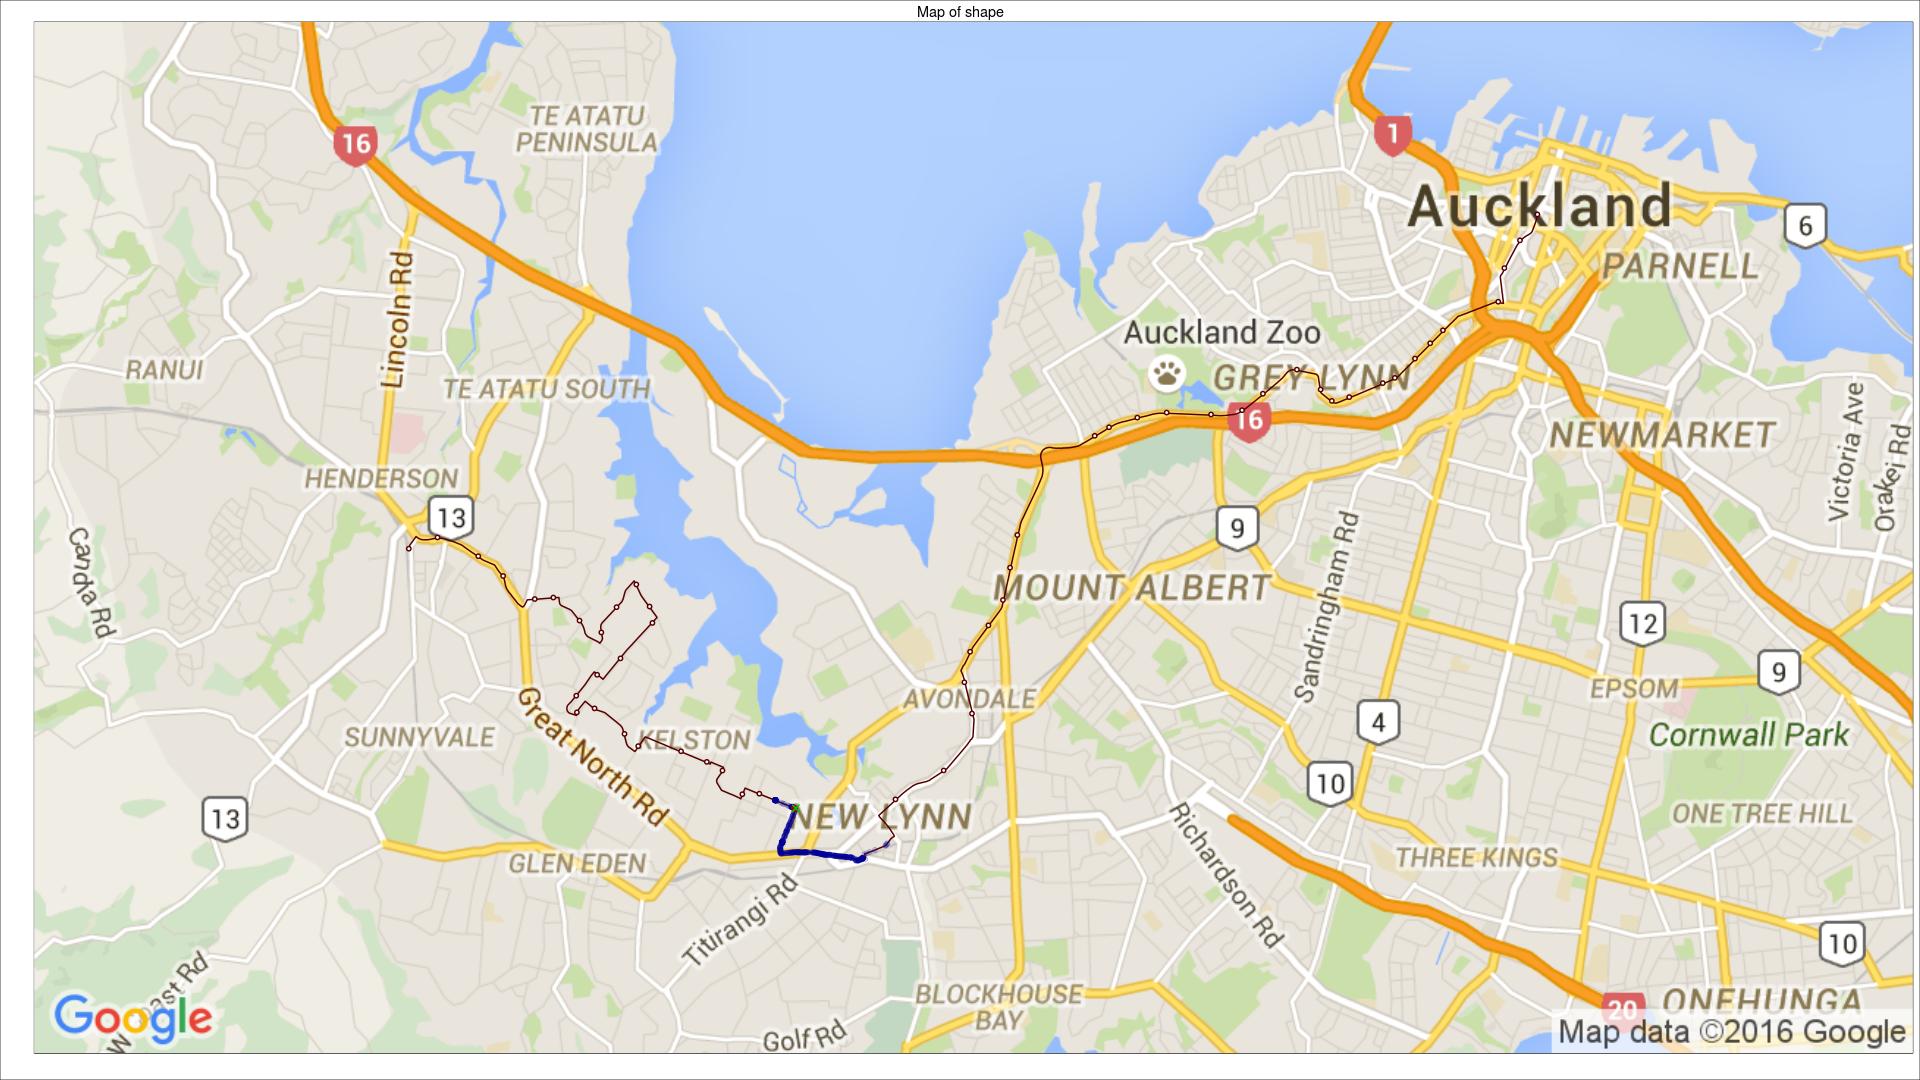 Map of shape
TE ATATU
PENINSULA
16
1
Auckland
6
PARNELL
Lincoln Rd
Auckland Zoo
RANUI
TE ATATU SOUTH
GREY LYNN
16
NEWMARKET
Victoria Ave
Orakei Rd
HENDERSON
13
9
Sandringham Rd
Candia Rd
MOUNT ALBERT
12
9
EPSOM
AVONDALE
Great North Rd
4
Cornwall Park
SUNNYVALE
KELSTON
10
13
NEW LYNN
Richardson Rd
ONE TREE HILL
GLEN EDEN
THREE KINGS
Titirangi Rd
10
BLOCKHOUSE
BAY
20
ONEHUNGA
Google
Golf Rd
Map data ©2016 Google